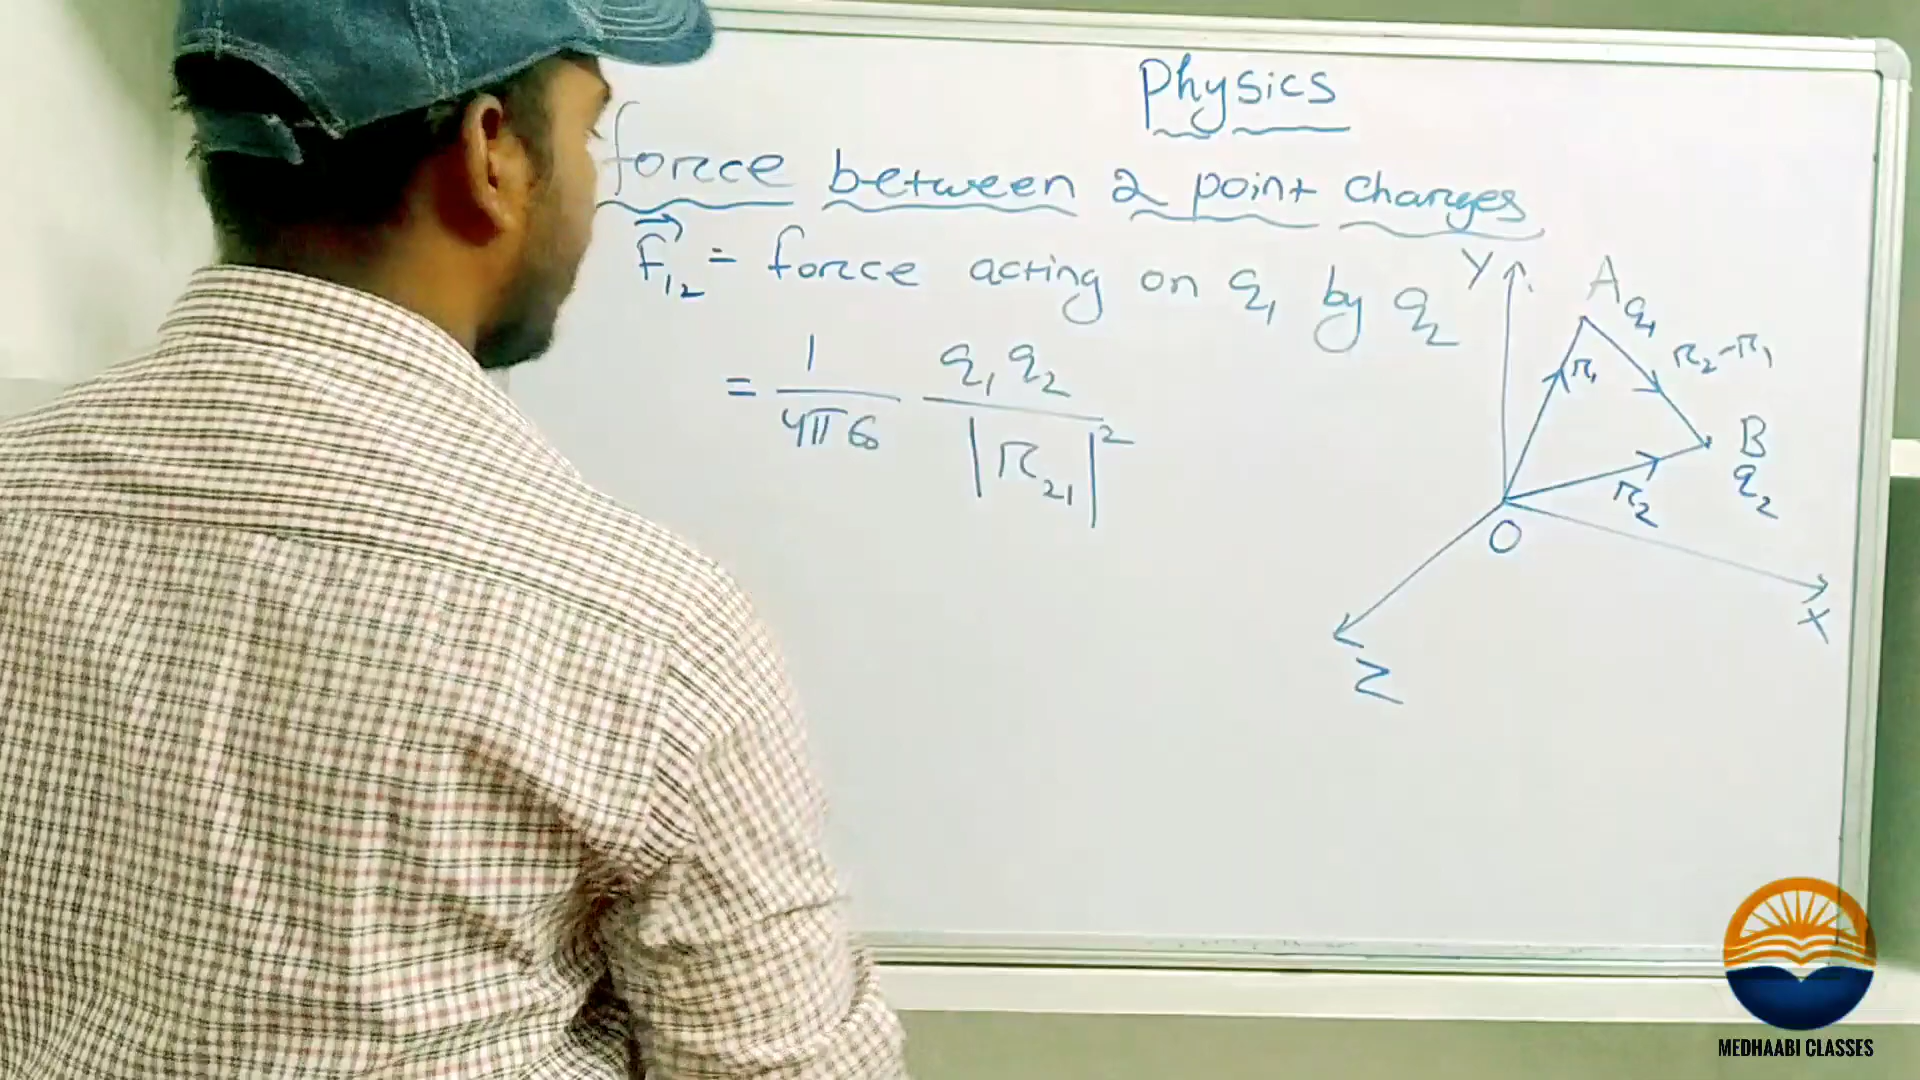 Physics
force between 2 point charges
F₁₂ = force acting on q₁ by q₂
= 1/4πε₀ q₁q₂/|r₂₁|²
Y
A
q₁
r₂-r₁
r₁
B
q₂
r₂
O
X
Z
MEDHAABI CLASSES